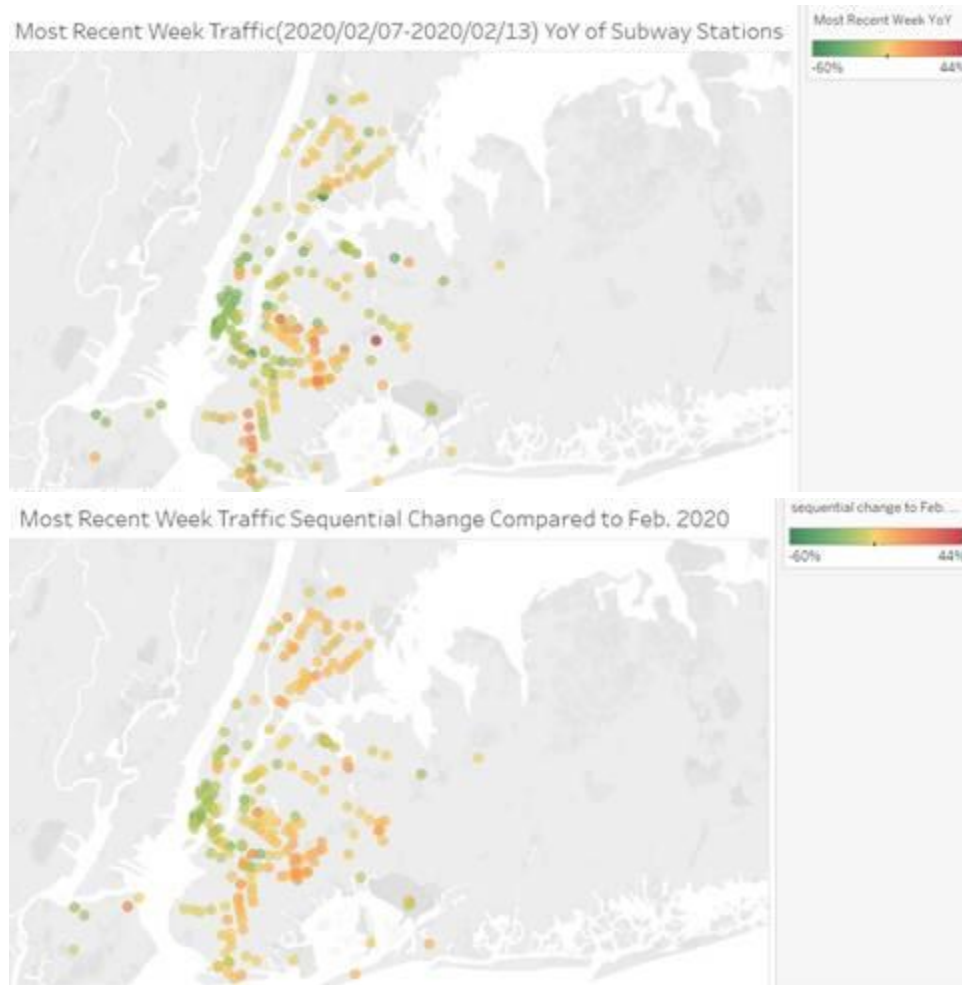 Most Recent Week Traffic(2020/02/07-2020/02/13) YoY of Subway Stations
Most Recent Week YoY
-60% 44%
Most Recent Week Traffic Sequential Change Compared to Feb. 2020
sequential change to Feb. ...
-60% 44%